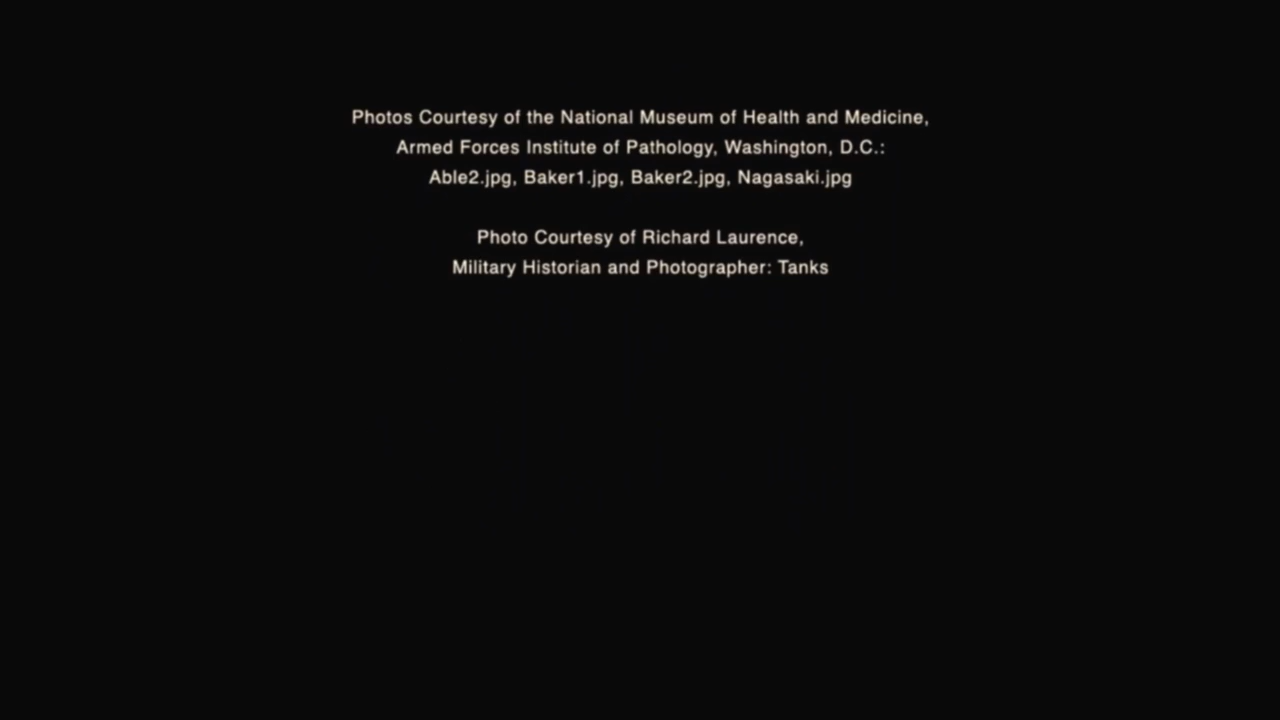 Photos Courtesy of the National Museum of Health and Medicine,
Armed Forces Institute of Pathology, Washington, D.C.:
Able2.jpg, Baker1.jpg, Baker2.jpg, Nagasaki.jpg
Photo Courtesy of Richard Laurence,
Military Historian and Photographer: Tanks